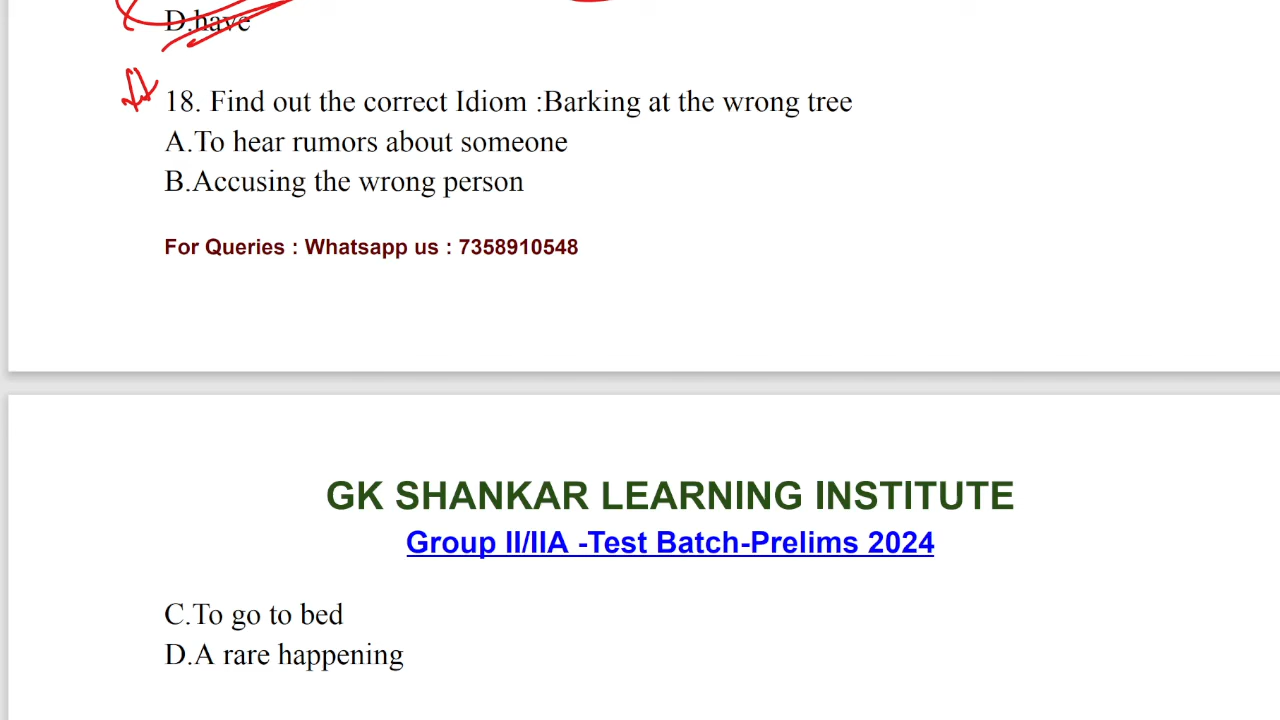 D.have
18. Find out the correct Idiom :Barking at the wrong tree
A.To hear rumors about someone
B.Accusing the wrong person
For Queries : Whatsapp us : 7358910548
GK SHANKAR LEARNING INSTITUTE
Group II/IIA -Test Batch-Prelims 2024
C.To go to bed
D.A rare happening